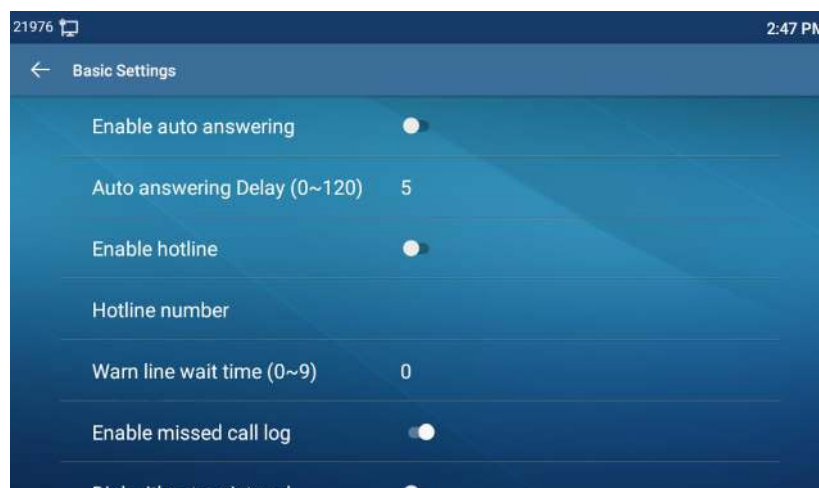 21976 2:47 PM
Basic Settings
Enable auto answering
Auto answering Delay (0~120) 5
Enable hotline
Hotline number
Warn line wait time (0~9) 0
Enable missed call log